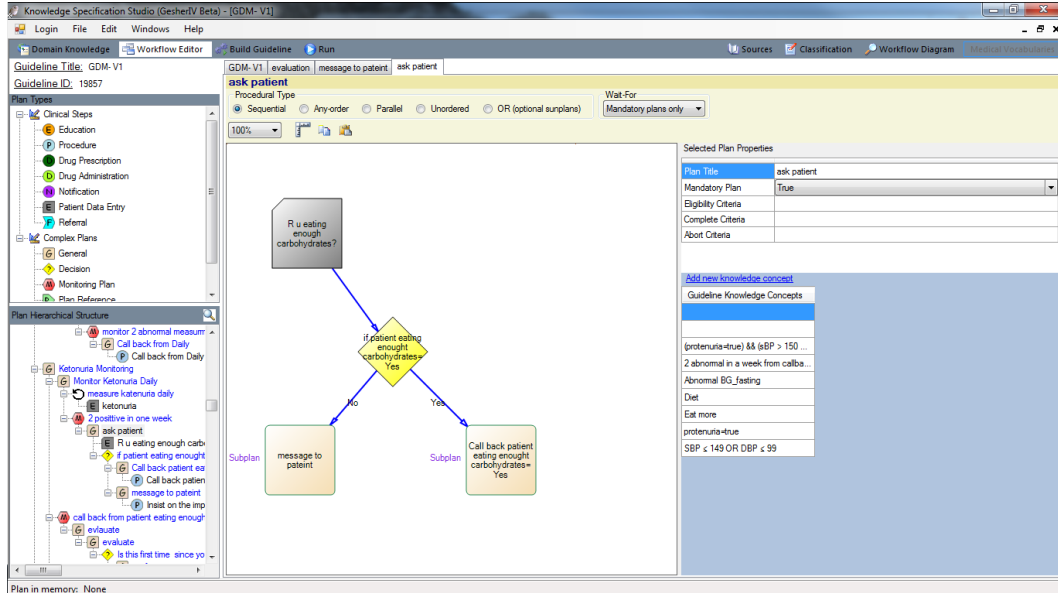 Knowledge Specification Studio (GesherIV Beta) - [GDM- V1]
Login File Edit Windows Help
Domain Knowledge Workflow Editor Build Guideline Run Sources Classification Workflow Diagram Medical Vocabularies
Guideline Title: GDM- V1
Guideline ID: 19857
Plan Types
Clinical Steps
E Education
P Procedure
D Drug Prescription
D Drug Administration
N Notification
E Patient Data Entry
F Referral
Complex Plans
G General
? Decision
M Monitoring Plan
P Plan Reference
Plan Hierarchical Structure
M monitor 2 abnormal measurm
G Call back from Daily
P Call back from Daily
G Ketonuria Monitoring
G Monitor Ketonuria Daily
measure katenuria daily
E ketonuria
M 2 possitive in one week
G ask patient
E R u eating enough carbo
? if patient eating enought
G Call back patient ea
P Call back patien
G message to pateint
P Insist on the imp
M call back from patient eating enough
G evlauate
G evaluate
? Is this first time since yo
Plan in memory: None
GDM- V1 evaluation message to pateint ask patient
ask patient
Procedural Type
Sequential Any-order Parallel Unordered OR (optional sunplans)
Wait-For
Mandatory plans only
100%
R u eating
enough
carbohydrates?
if patient eating
enought
carbohydrates=
Yes
No
Yes
Subplan
message to
pateint
Subplan
Call back patient
eating enought
carbohydrates=
Yes
Selected Plan Properties
Plan Title ask patient
Mandatory Plan True
Eligibility Criteria
Complete Criteria
Abort Criteria
Add new knowledge concept
Guideline Knowledge Concepts
(protenuria=true) && (sBP > 150 ...
2 abnormal in a week from callba...
Abnormal BG_fasting
Diet
Eat more
protenuria=true
SBP ≤ 149 OR DBP ≤ 99